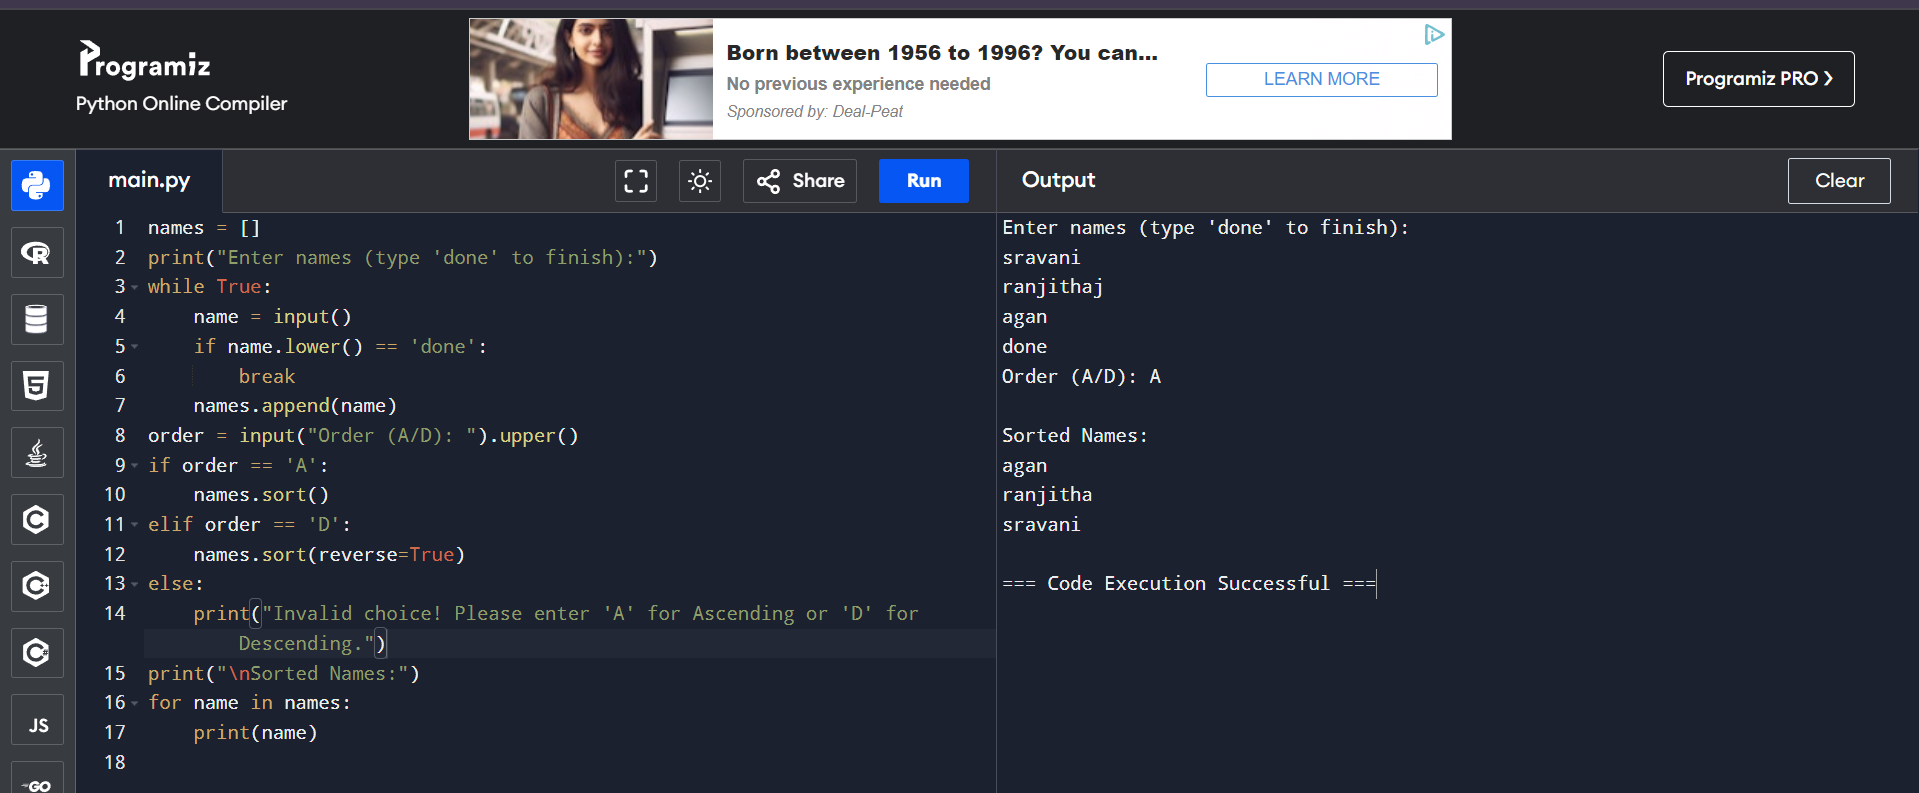 Programiz
Python Online Compiler
Born between 1956 to 1996? You can...
No previous experience needed
Sponsored by: Deal-Peat
LEARN MORE
Programiz PRO ❯
main.py
Share
Run
1 names = []
2 print("Enter names (type 'done' to finish):")
3 while True:
4     name = input()
5     if name.lower() == 'done':
6         break
7     names.append(name)
8 order = input("Order (A/D): ").upper()
9 if order == 'A':
10     names.sort()
11 elif order == 'D':
12     names.sort(reverse=True)
13 else:
14     print("Invalid choice! Please enter 'A' for Ascending or 'D' for
Descending.")
15 print("\nSorted Names:")
16 for name in names:
17     print(name)
18
Output
Clear
Enter names (type 'done' to finish):
sravani
ranjithaj
agan
done
Order (A/D): A
Sorted Names:
agan
ranjitha
sravani
=== Code Execution Successful ===
R
5
C
C++
C#
JS
GO